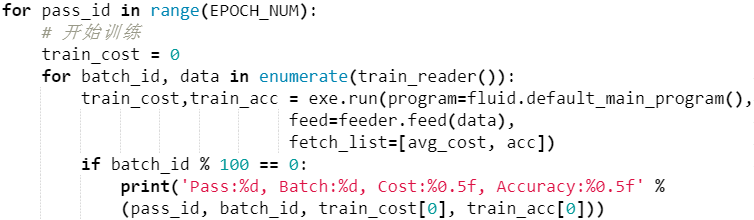 for pass_id in range(EPOCH_NUM):
    # 开始训练
    train_cost = 0
    for batch_id, data in enumerate(train_reader()):
        train_cost,train_acc = exe.run(program=fluid.default_main_program(),
                             feed=feeder.feed(data),
                             fetch_list=[avg_cost, acc])
        if batch_id % 100 == 0:
            print('Pass:%d, Batch:%d, Cost:%0.5f, Accuracy:%0.5f' %
            (pass_id, batch_id, train_cost[0], train_acc[0]))